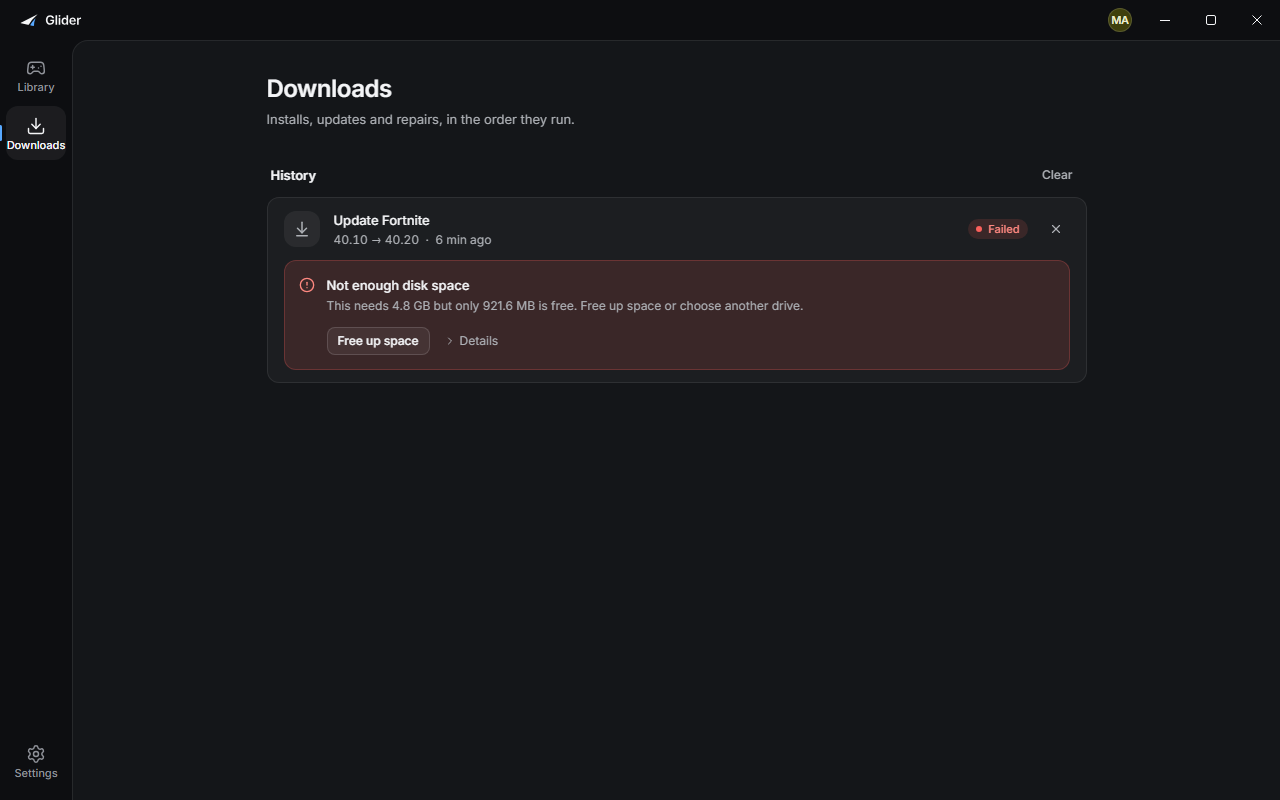 Glider
MA
Library
Downloads
Settings
Downloads
Installs, updates and repairs, in the order they run.
History
Clear
Update Fortnite
40.10 → 40.20 · 6 min ago
Failed
Not enough disk space
This needs 4.8 GB but only 921.6 MB is free. Free up space or choose another drive.
Free up space
Details